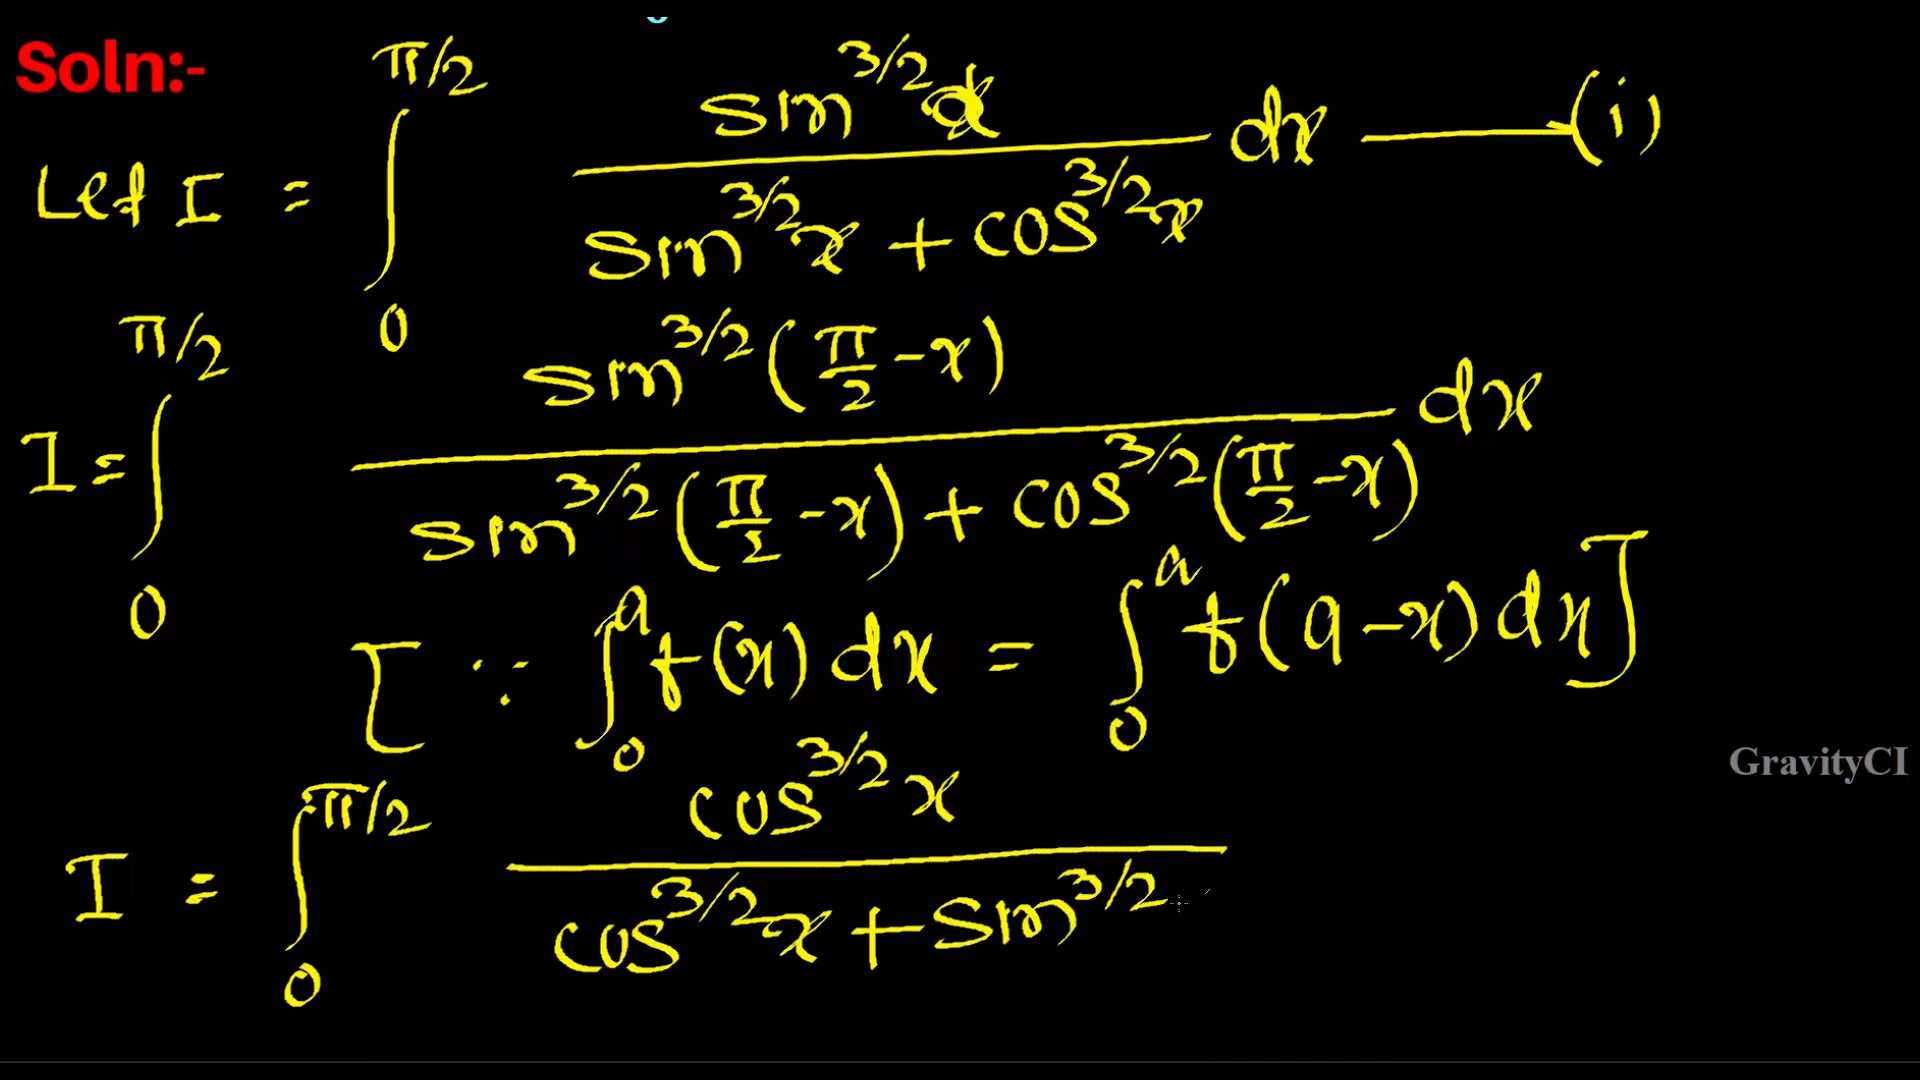 Soln:-
Let I = ∫₀^{π/2} sin^{3/2}x / (sin^{3/2}x + cos^{3/2}x) dx —— (i)
I = ∫₀^{π/2} sin^{3/2}(π/2 - x) / (sin^{3/2}(π/2 - x) + cos^{3/2}(π/2 - x)) dx
[∵ ∫₀^a f(x) dx = ∫₀^a f(a-x) dx]
GravityCI
I = ∫₀^{π/2} cos^{3/2}x / (cos^{3/2}x + sin^{3/2}